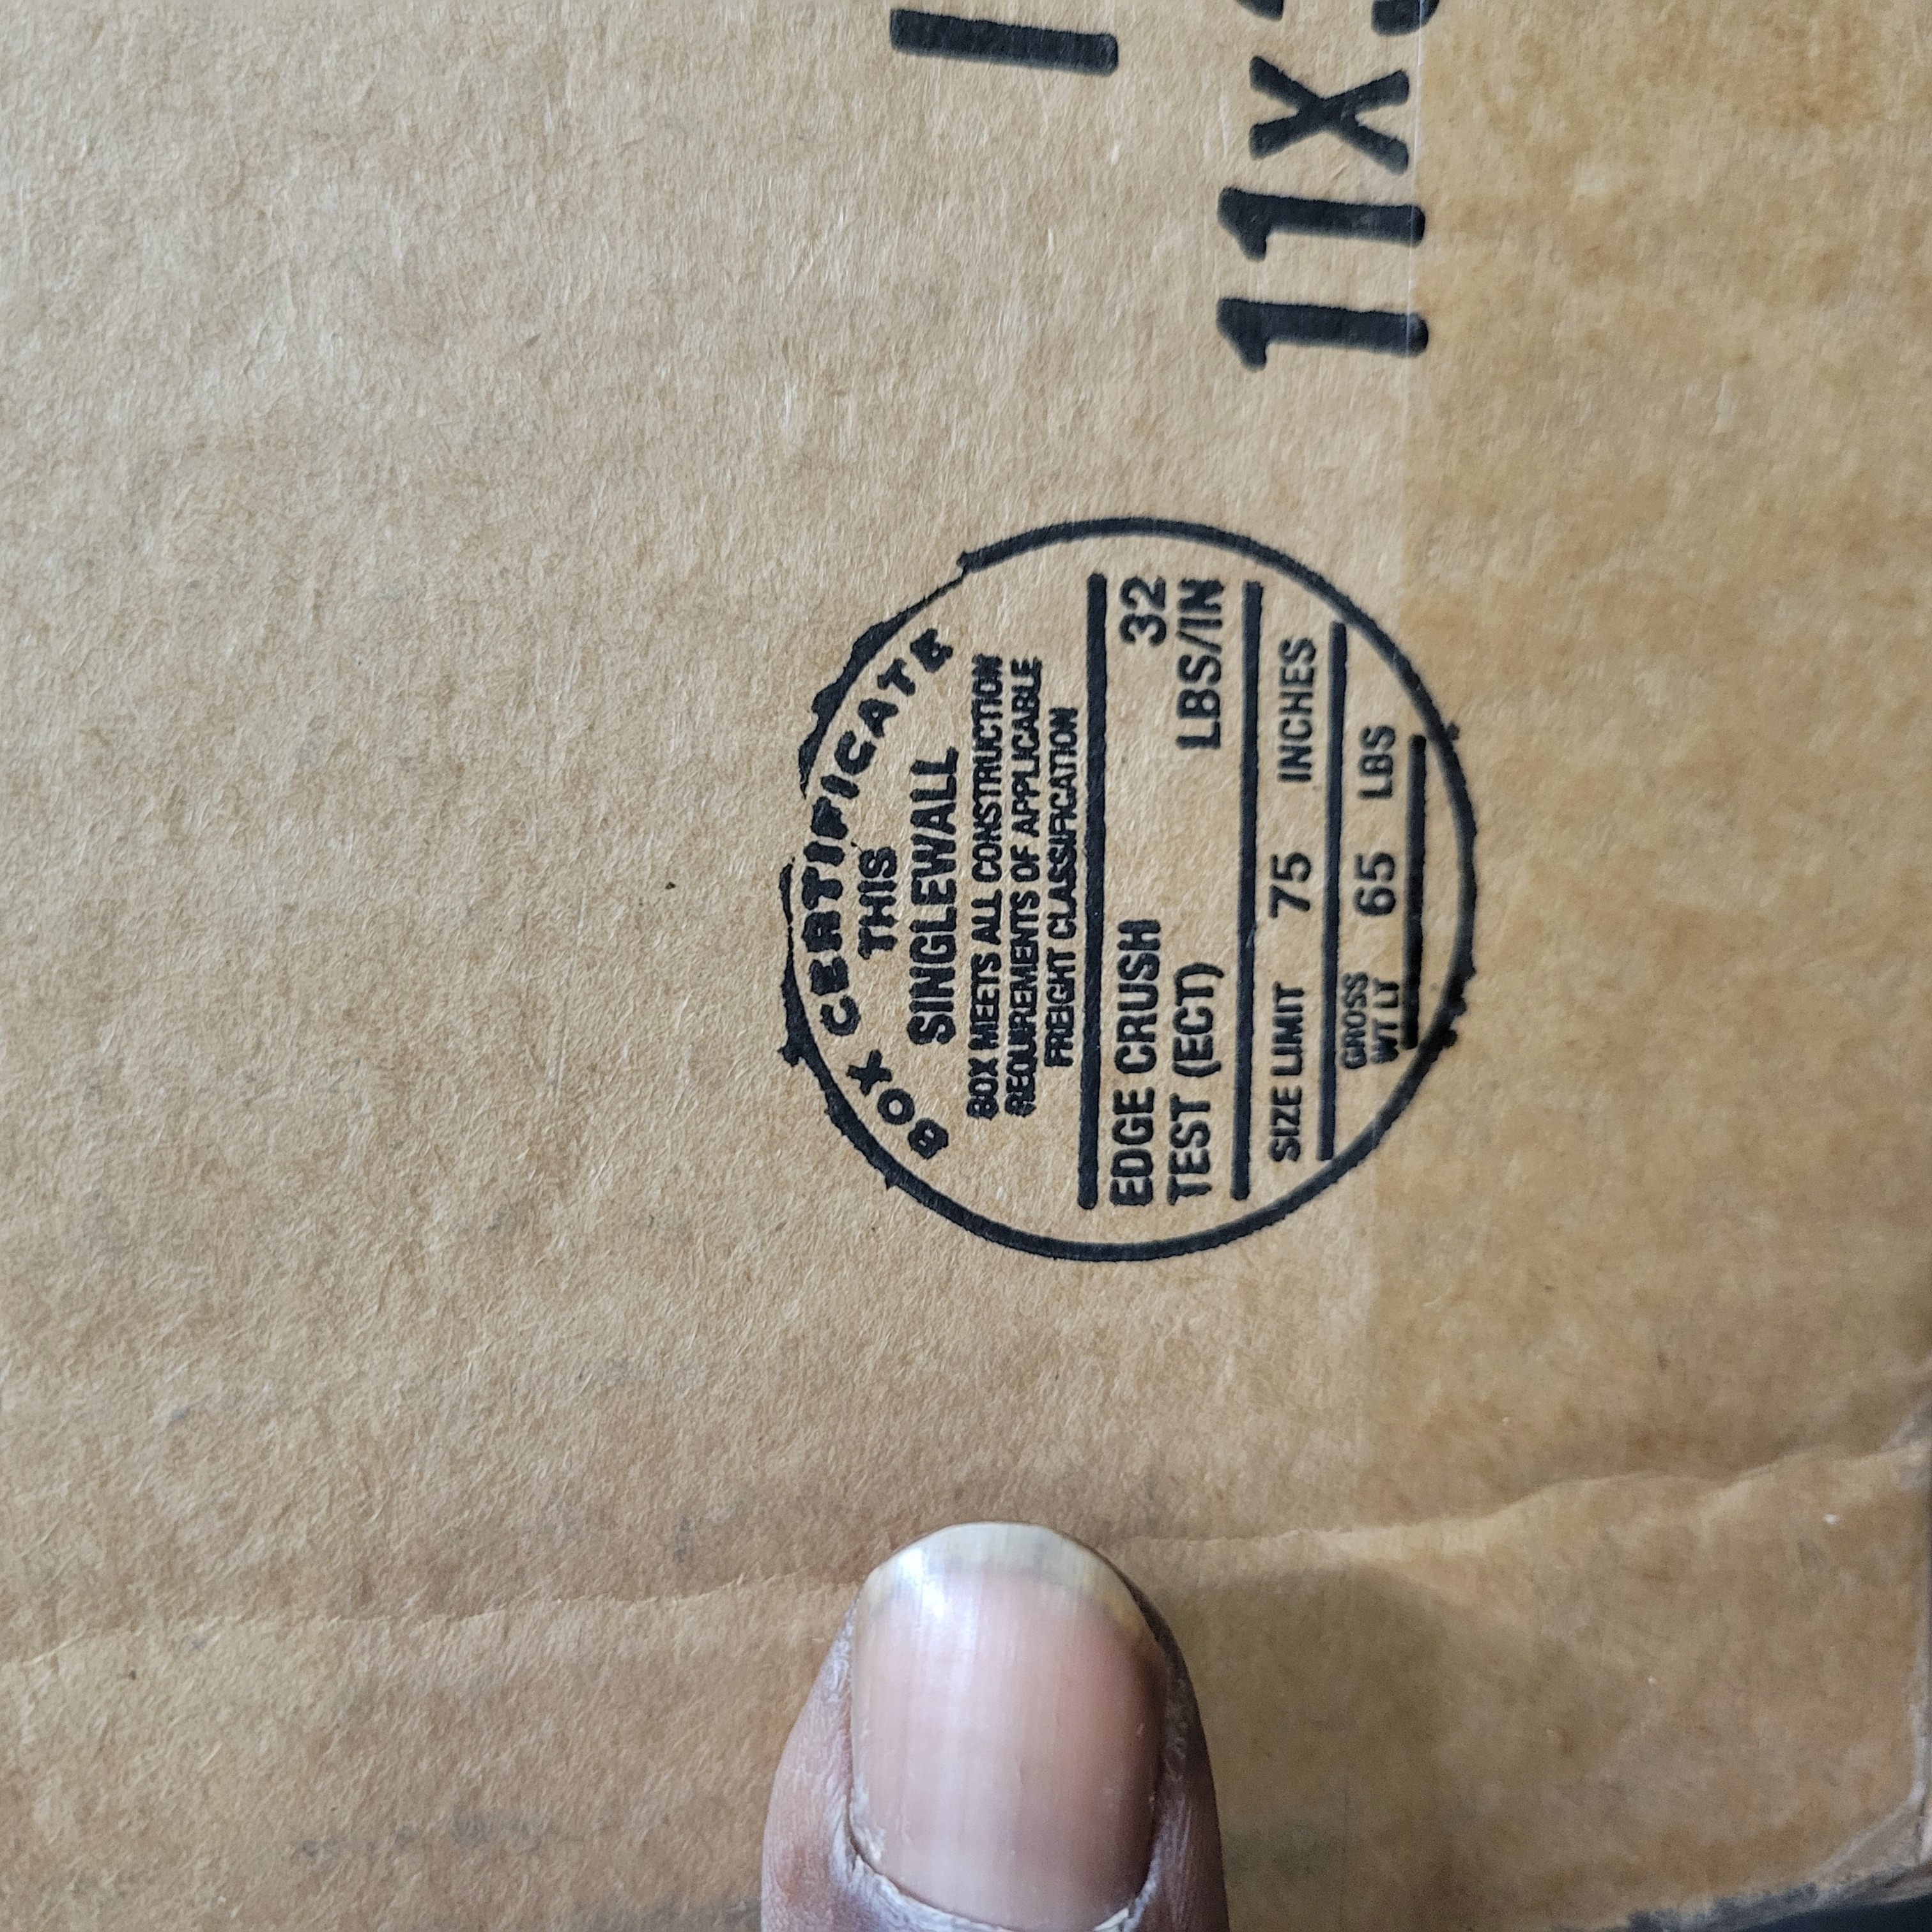 11X
BOX CERTIFICATE
THIS
SINGLEWALL
BOX MEETS ALL CONSTRUCTION
REQUIREMENTS OF APPLICABLE
FREIGHT CLASSIFICATION
EDGE CRUSH 32
TEST (ECT) LBS/IN
SIZE LIMIT 75 INCHES
GROSS
WT LT 65 LBS